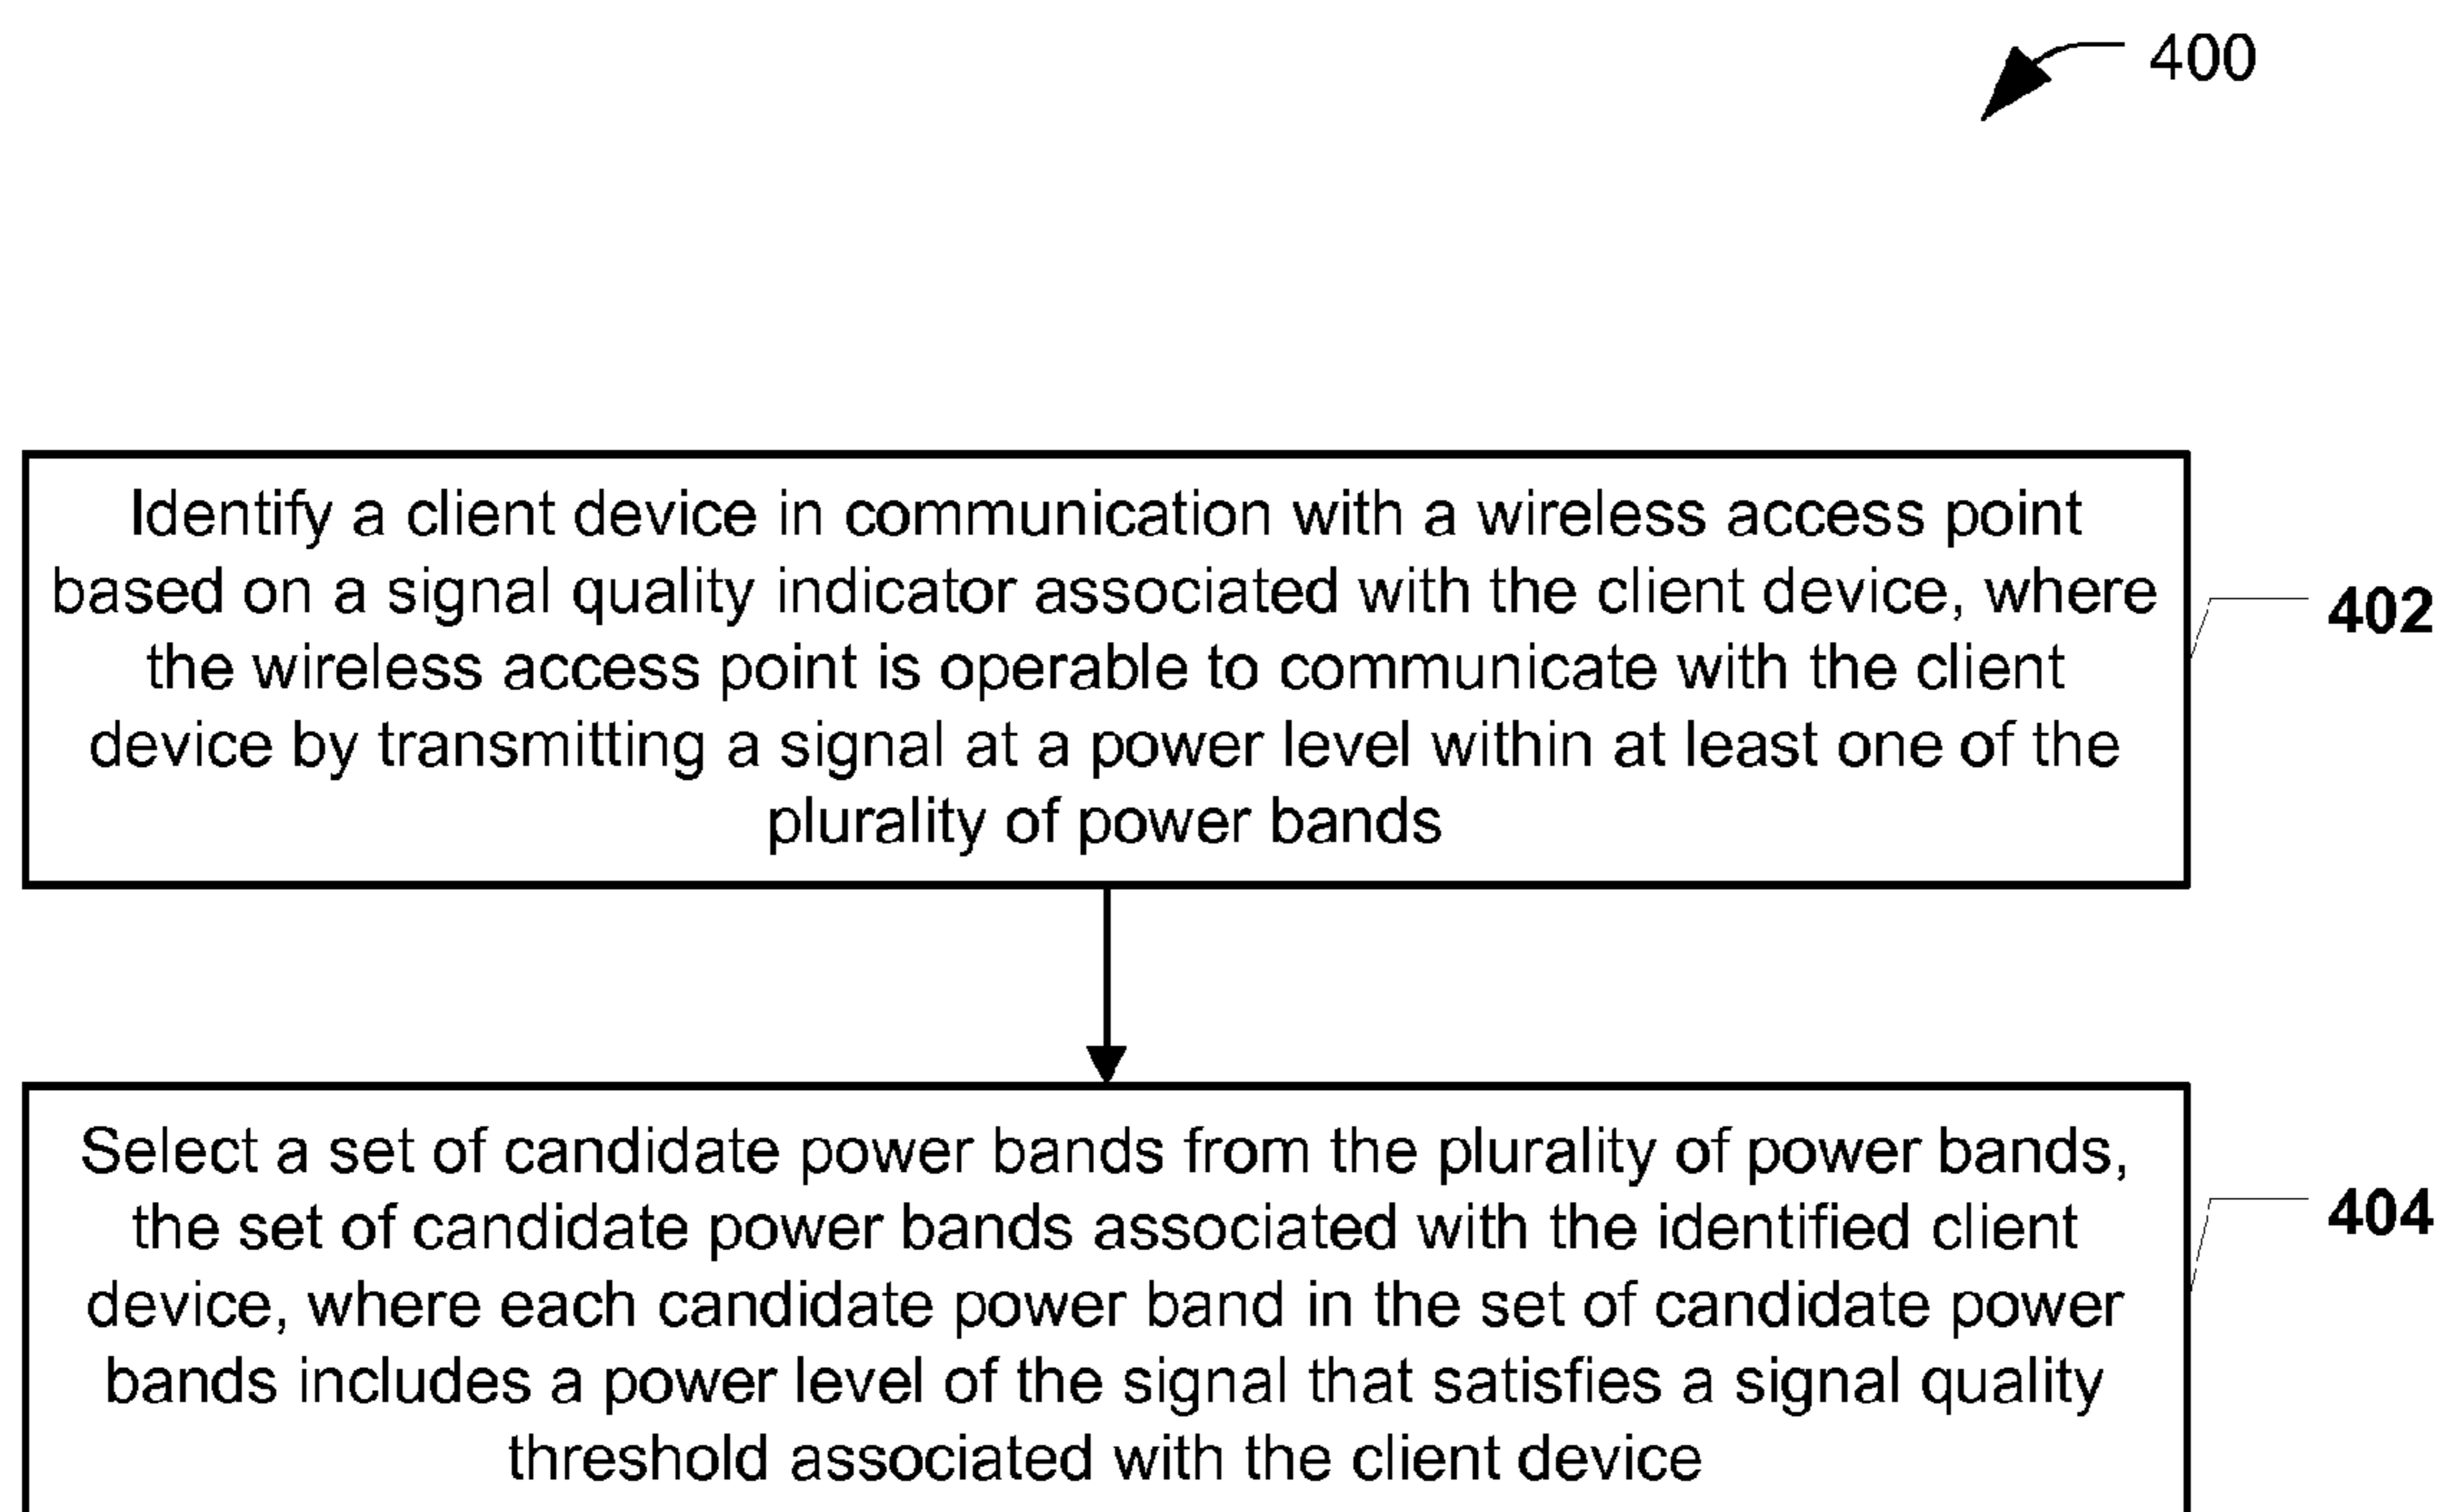 400
Identify a client device in communication with a wireless access point
based on a signal quality indicator associated with the client device, where
the wireless access point is operable to communicate with the client
device by transmitting a signal at a power level within at least one of the
plurality of power bands
402
Select a set of candidate power bands from the plurality of power bands,
the set of candidate power bands associated with the identified client
device, where each candidate power band in the set of candidate power
bands includes a power level of the signal that satisfies a signal quality
threshold associated with the client device
404